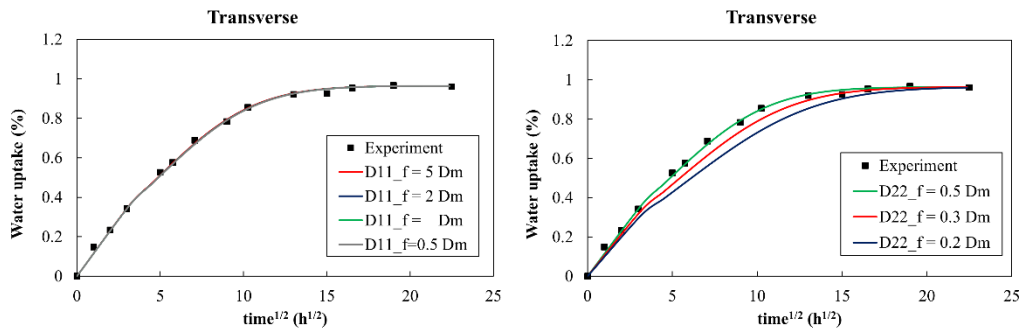 Transverse
1.2
1
0.8
0.6
0.4
0.2
0
Water uptake (%)
Experiment
D11_f = 5 Dm
D11_f = 2 Dm
D11_f = Dm
D11_f=0.5 Dm
0 5 10 15 20 25
time^1/2 (h^1/2)
Transverse
1.2
1
0.8
0.6
0.4
0.2
0
Water uptake (%)
Experiment
D22_f = 0.5 Dm
D22_f = 0.3 Dm
D22_f = 0.2 Dm
0 5 10 15 20 25
time^1/2 (h^1/2)